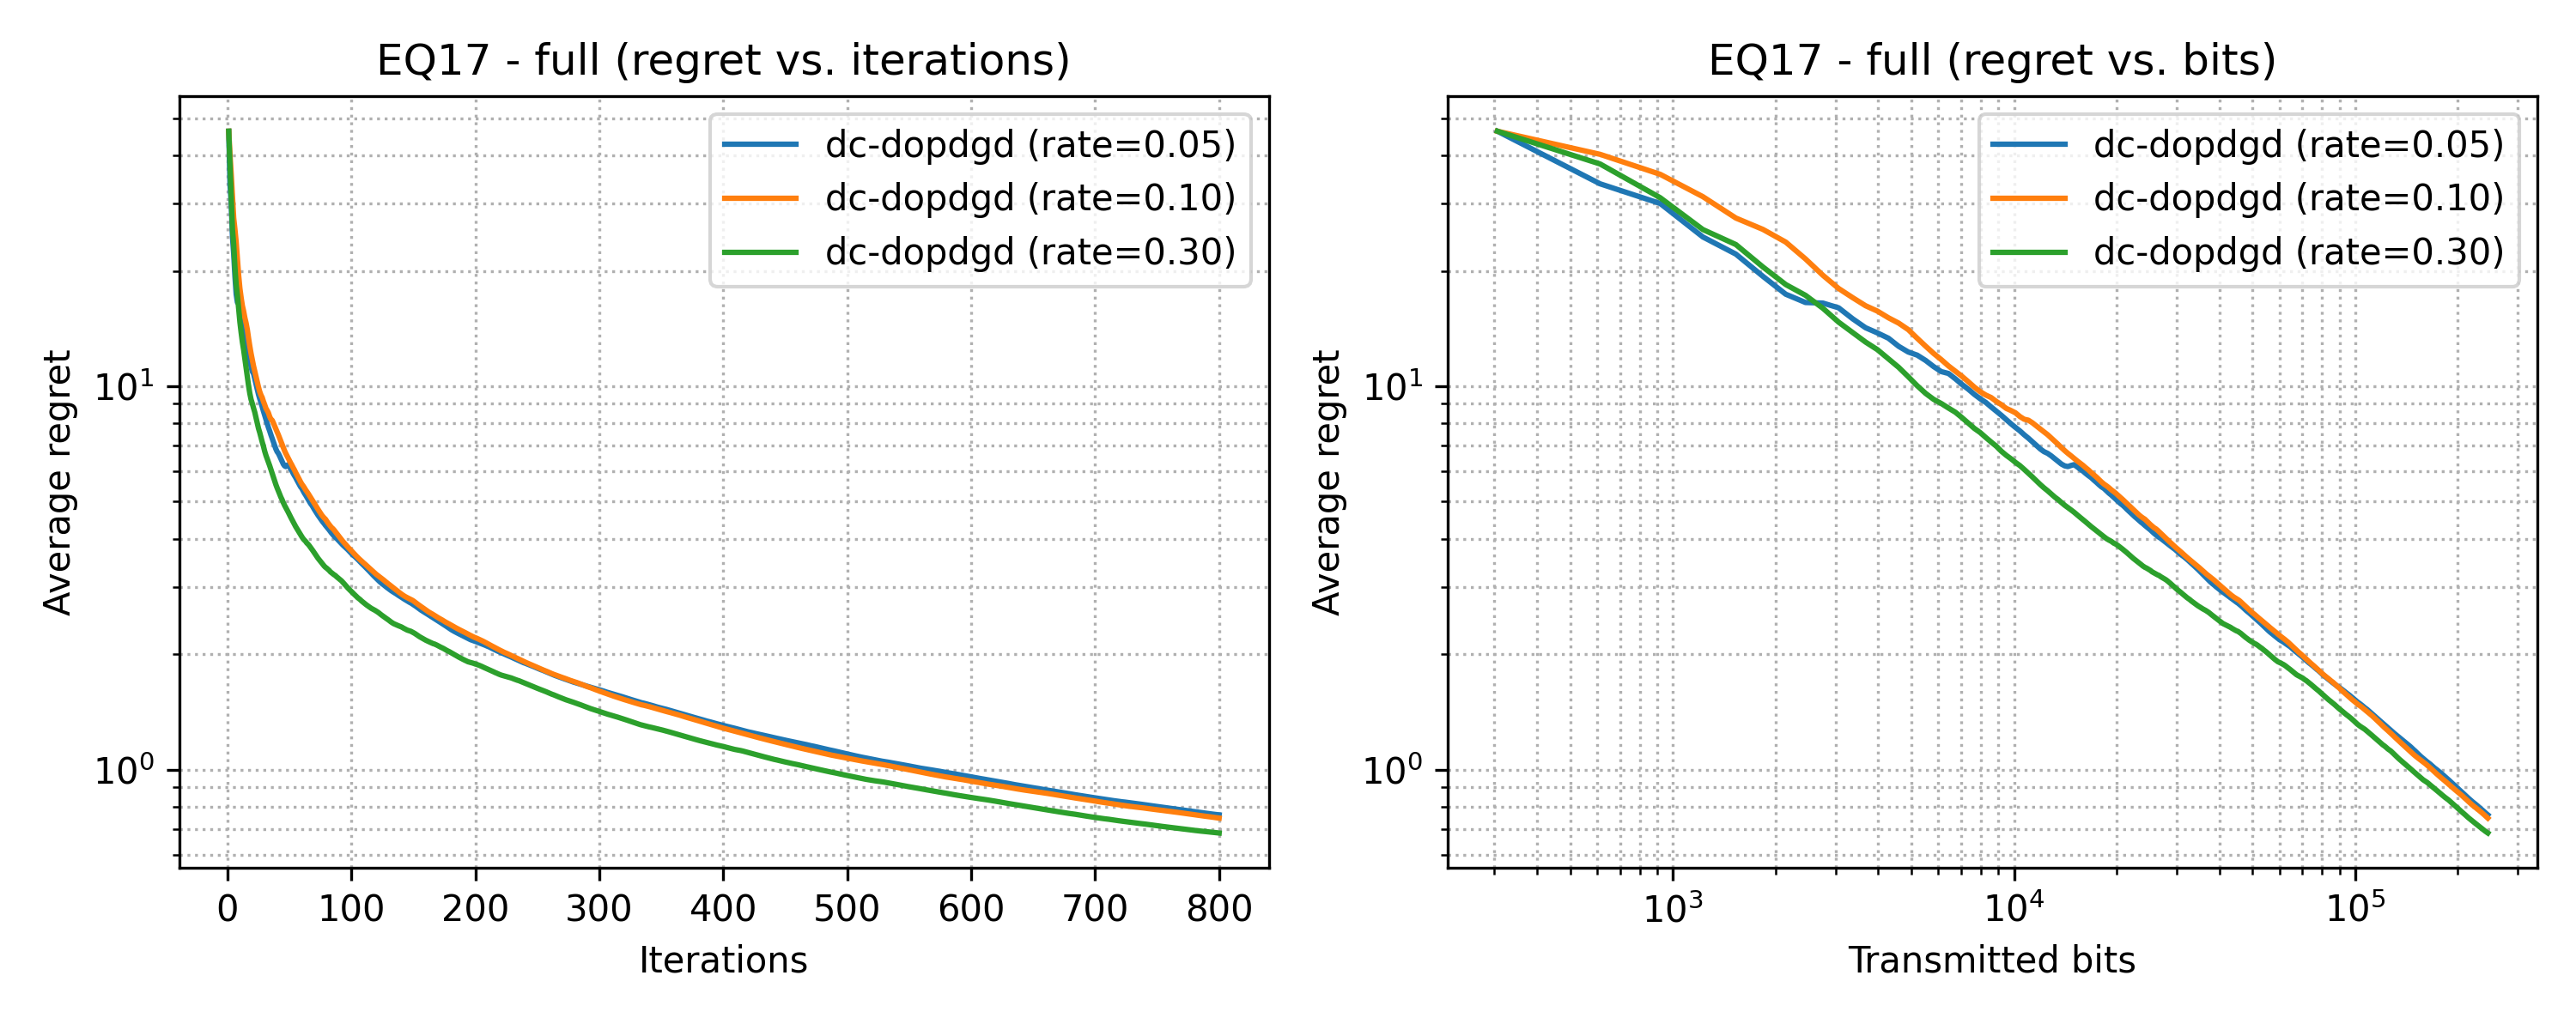 EQ17 - full (regret vs. iterations)
dc-dopdgd (rate=0.05)
dc-dopdgd (rate=0.10)
dc-dopdgd (rate=0.30)
Average regret
10¹
10⁰
0 100 200 300 400 500 600 700 800
Iterations
EQ17 - full (regret vs. bits)
dc-dopdgd (rate=0.05)
dc-dopdgd (rate=0.10)
dc-dopdgd (rate=0.30)
Average regret
10¹
10⁰
10³ 10⁴ 10⁵
Transmitted bits